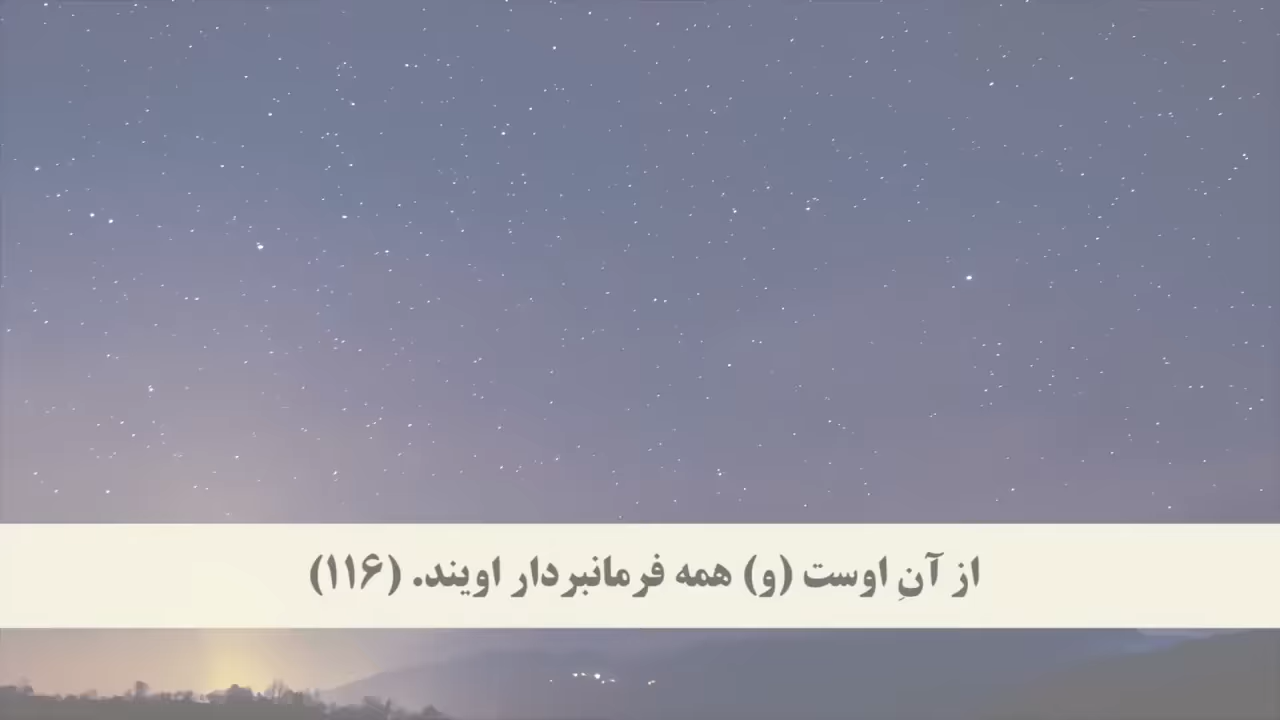 از آنِ اوست (و) همه فرمانبردار اویند. (۱۱۶)